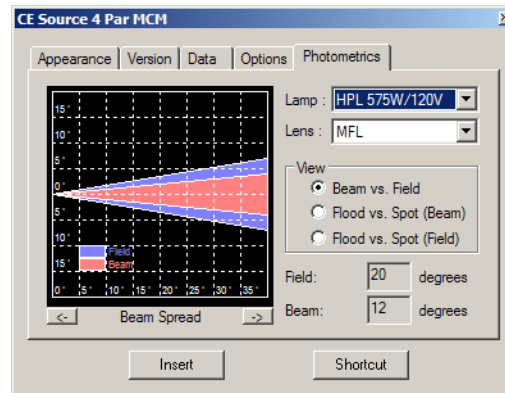 CE Source 4 Par MCM
Appearance Version Data Options Photometrics
15'
10'
5'
0'
5'
10'
15'
Field
Beam
0' 5' 10' 15' 20' 25' 30' 35'
<- Beam Spread ->
Lamp : HPL 575W/120V
Lens : MFL
View
Beam vs. Field
Flood vs. Spot (Beam)
Flood vs. Spot (Field)
Field: 20 degrees
Beam: 12 degrees
Insert Shortcut